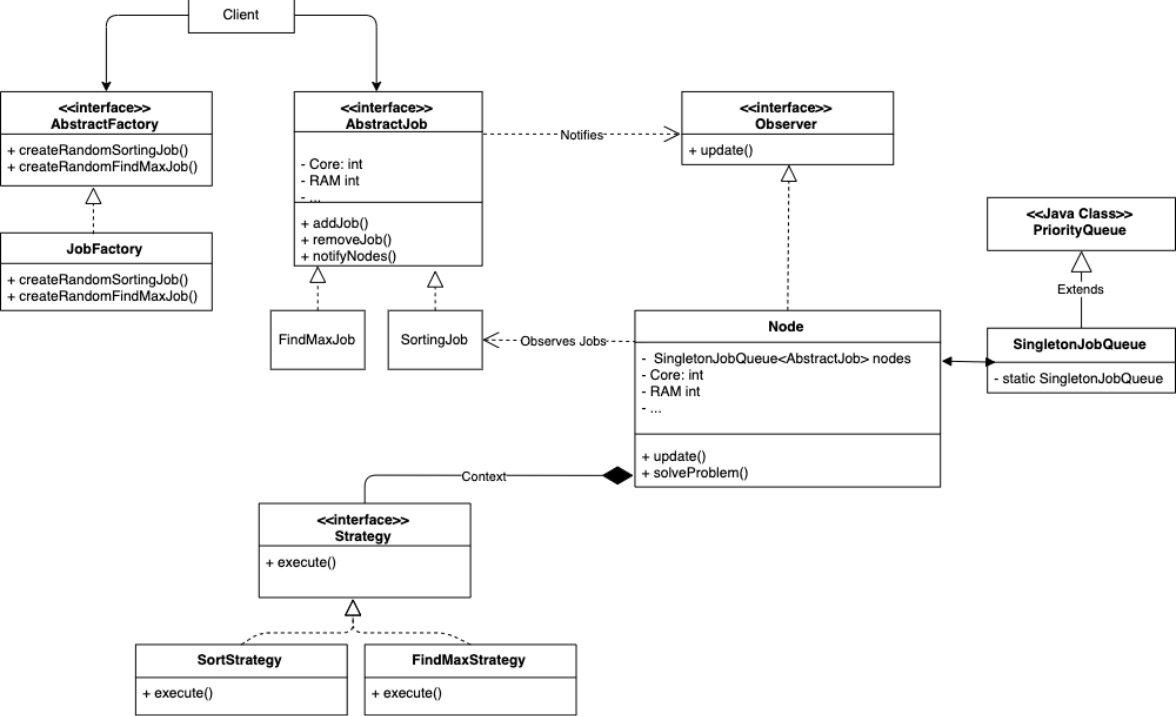 Client
<<interface>>
AbstractFactory
+ createRandomSortingJob()
+ createRandomFindMaxJob()
JobFactory
+ createRandomSortingJob()
+ createRandomFindMaxJob()
<<interface>>
AbstractJob
- Core: int
- RAM int
- ...
+ addJob()
+ removeJob()
+ notifyNodes()
FindMaxJob
SortingJob
Notifies
<<interface>>
Observer
+ update()
Observes Jobs
Node
- SingletonJobQueue<AbstractJob> nodes
- Core: int
- RAM int
- ...
+ update()
+ solveProblem()
<<Java Class>>
PriorityQueue
Extends
SingletonJobQueue
- static SingletonJobQueue
Context
<<interface>>
Strategy
+ execute()
SortStrategy
+ execute()
FindMaxStrategy
+ execute()